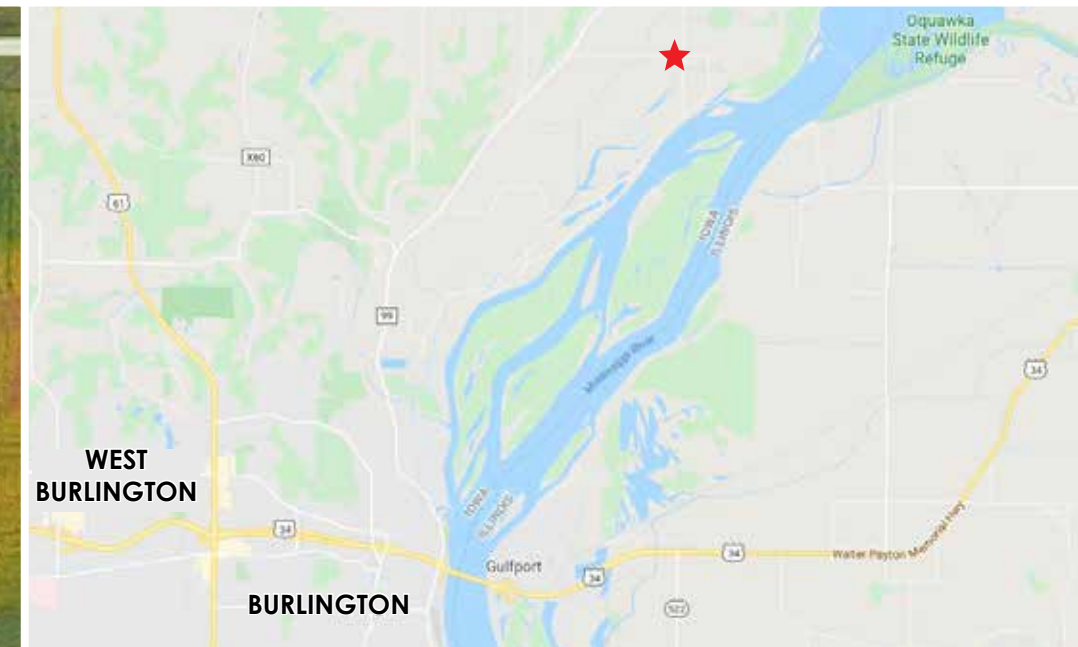 Oquawka
State Wildlife
Refuge
X60
61
IOWA
ILLINOIS
99
Mississippi River
34
WEST
BURLINGTON
IOWA
ILLINOIS
34
34
Walter Payton Memorial Hwy
Gulfport
34
BURLINGTON
522